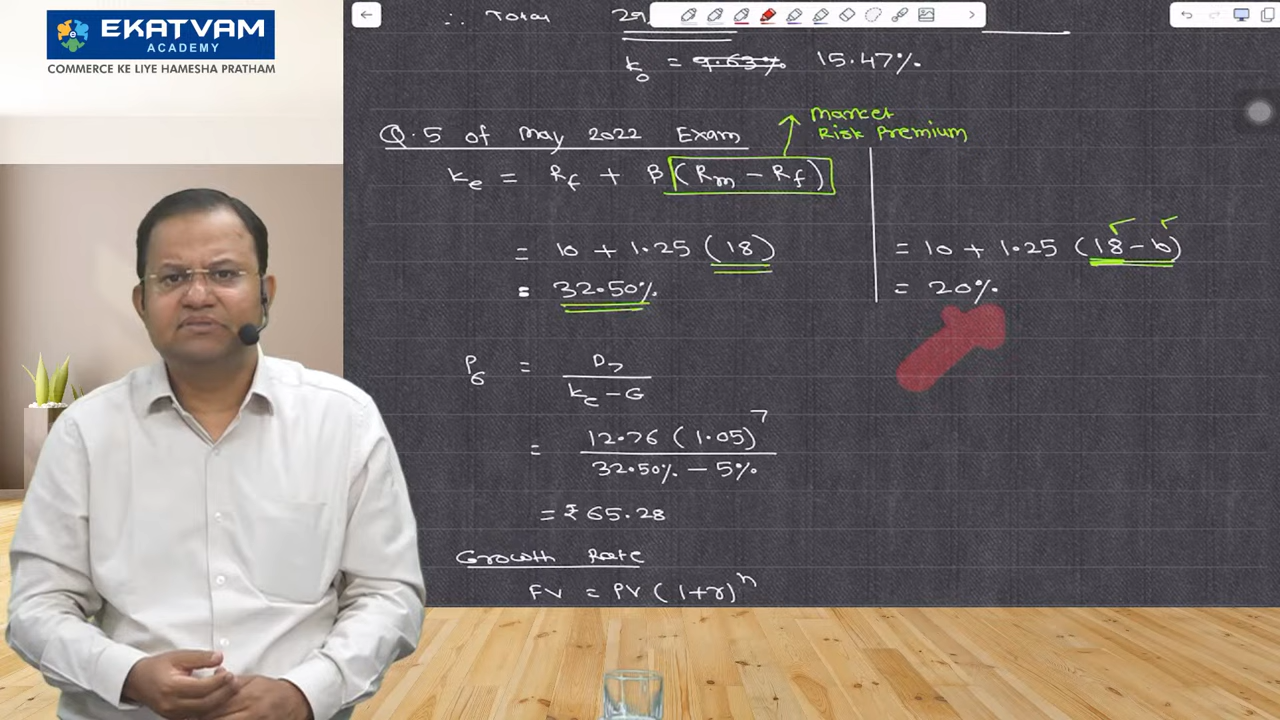 EKATVAM
ACADEMY
COMMERCE KE LIYE HAMESHA PRATHAM
∴ Total 29.
k₀ = 9.63% 15.47%
Q.5 of May 2022 Exam
Market
Risk Premium
ke = Rf + B (Rm - Rf)
= 10 + 1.25 (18)
= 32.50%
= 10 + 1.25 (18-10)
= 20%
P6 = D7 / ke - G
= 12.76 (1.05)⁷ / 32.50% - 5%
= ₹65.28
Growth Rate
FV = PV (1+r)ⁿ